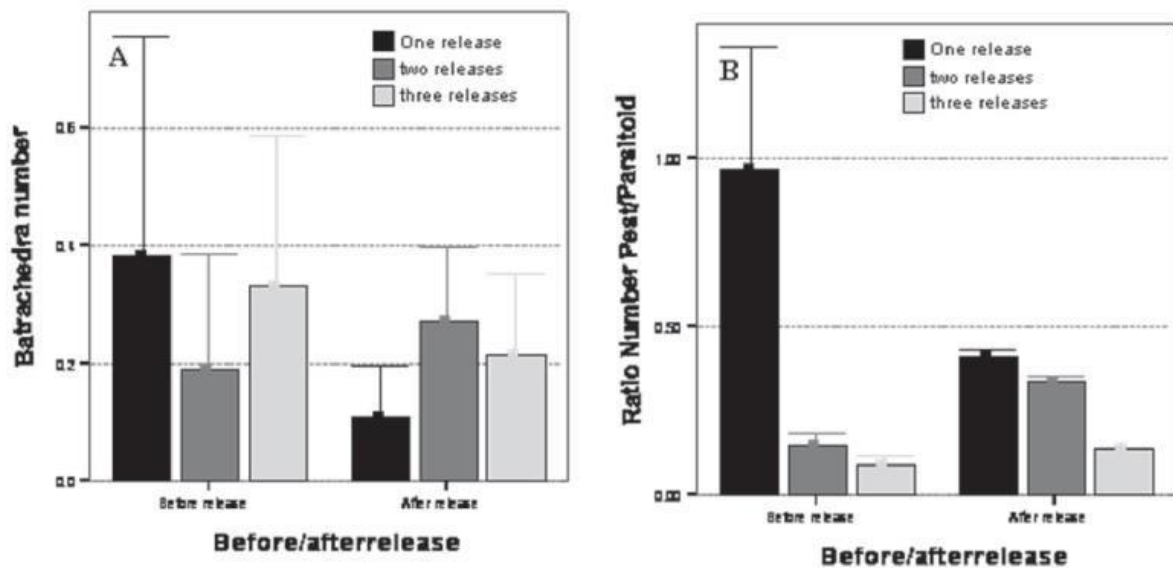 A
One release
two releases
three releases
Batrachedra number
0.6
0.4
0.2
0.0
Before release
After release
Before/afterrelease
B
One release
two releases
three releases
Ratio Number Pest/Parsitoid
1.00
0.50
0.00
Before release
After release
Before/afterrelease